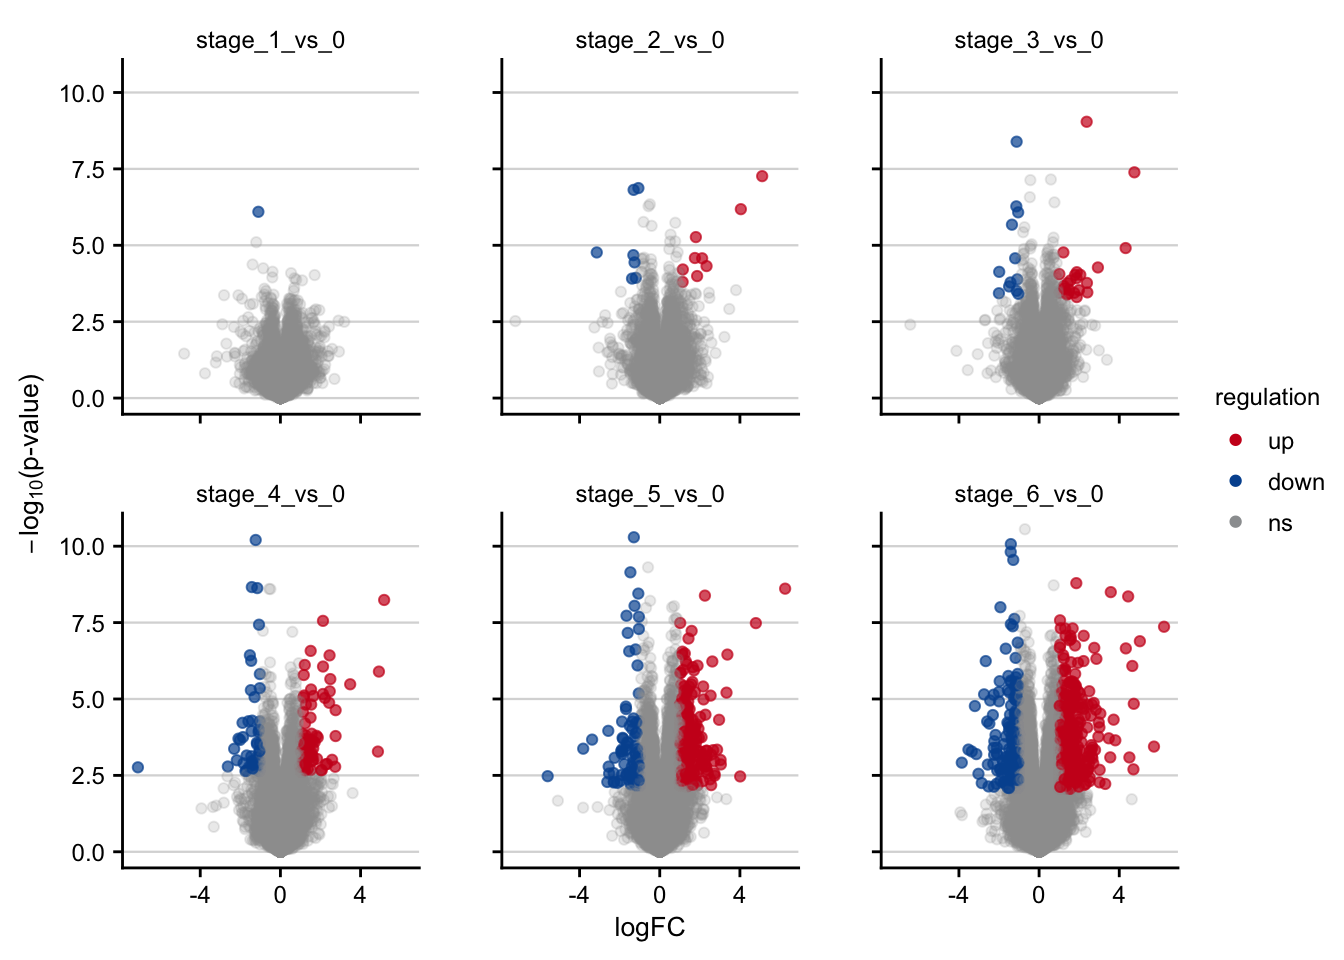 stage_1_vs_0 stage_2_vs_0 stage_3_vs_0
10.0
7.5
5.0
2.5
0.0
stage_4_vs_0 stage_5_vs_0 stage_6_vs_0
10.0
7.5
5.0
2.5
0.0
-4 0 4 -4 0 4 -4 0 4
logFC
−log₁₀(p-value)
regulation
up
down
ns